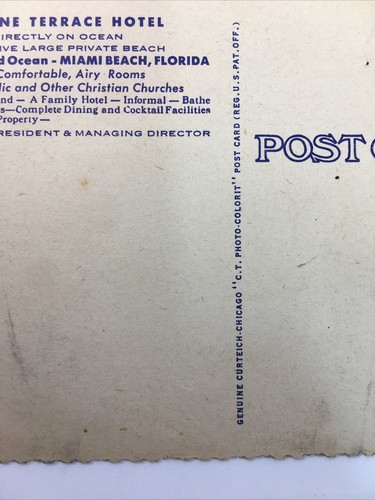 NE TERRACE HOTEL
IRECTLY ON OCEAN
IVE LARGE PRIVATE BEACH
d Ocean - MIAMI BEACH, FLORIDA
Comfortable, Airy Rooms
lic and Other Christian Churches
nd — A Family Hotel — Informal — Bathe
s—Complete Dining and Cocktail Facilities
Property —
RESIDENT & MANAGING DIRECTOR
GENUINE CURTEICH-CHICAGO "C.T. PHOTO-COLORIT" POST CARD (REG. U.S. PAT. OFF.)
POST C